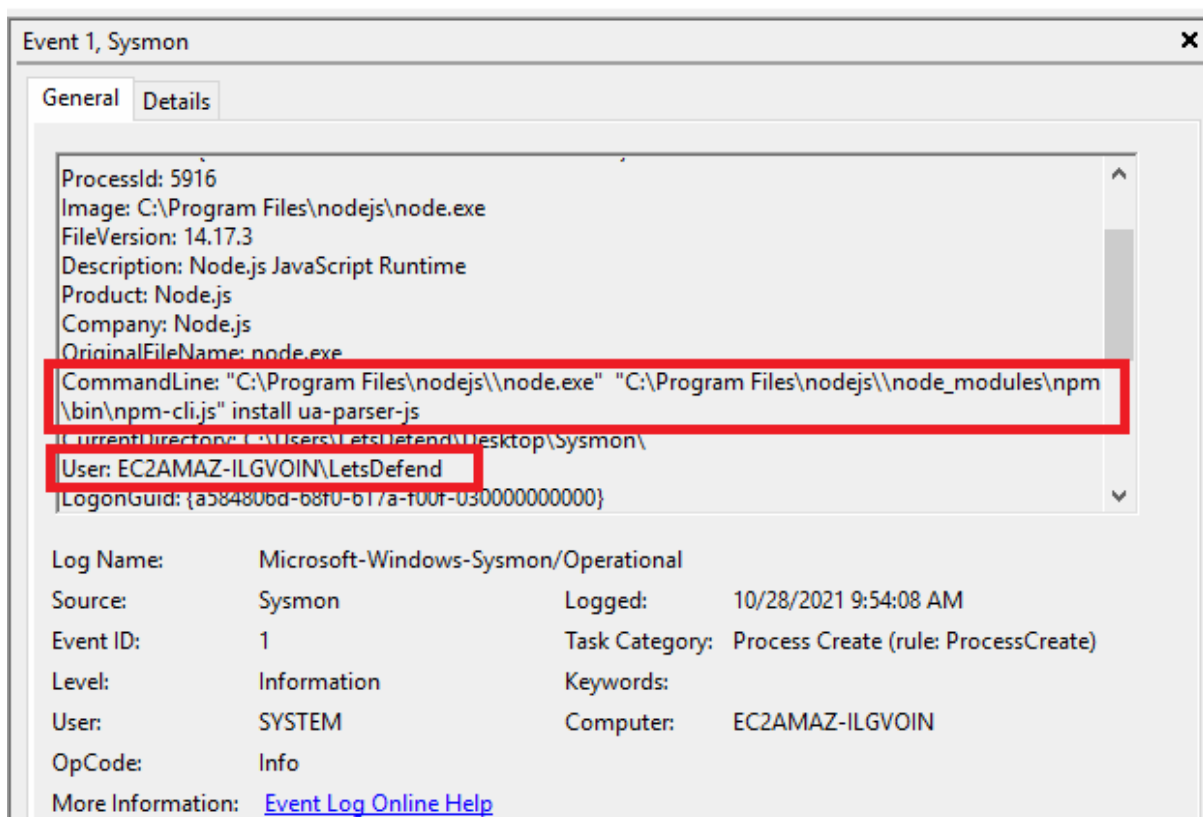 Event 1, Sysmon
General Details
ProcessId: 5916
Image: C:\Program Files\nodejs\node.exe
FileVersion: 14.17.3
Description: Node.js JavaScript Runtime
Product: Node.js
Company: Node.js
OriginalFileName: node.exe
CommandLine: "C:\Program Files\nodejs\\node.exe"  "C:\Program Files\nodejs\\node_modules\npm
\bin\npm-cli.js" install ua-parser-js
CurrentDirectory: C:\Users\LetsDefend\Desktop\Sysmon\
User: EC2AMAZ-ILGVOIN\LetsDefend
LogonGuid: {a584806d-68f0-617a-f00f-030000000000}
Log Name: Microsoft-Windows-Sysmon/Operational
Source: Sysmon Logged: 10/28/2021 9:54:08 AM
Event ID: 1 Task Category: Process Create (rule: ProcessCreate)
Level: Information Keywords:
User: SYSTEM Computer: EC2AMAZ-ILGVOIN
OpCode: Info
More Information: Event Log Online Help